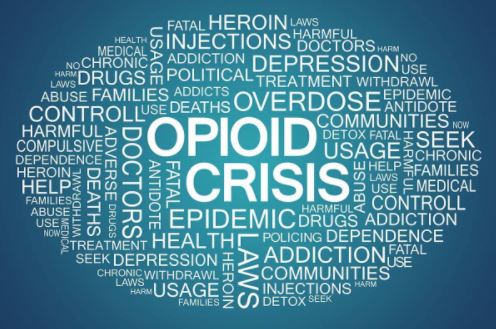 FATAL HEROIN LAWS
HEALTH INJECTIONS HARMFUL
MEDICAL USAGE DOCTORS HARM
NO CHRONIC ADDICTION DEPRESSION NO USE
HARM DRUGS POLITICAL TREATMENT WITHDRAWL
LAWS ABUSE FAMILIES ADDICTS OVERDOSE EPIDEMIC
CONTROLL USE DEATHS ANTIDOTE
HARMFUL OPIOID COMMUNITIES NOW
COMPULSIVE ADVERSE DOCTORS DETOX FATAL HARMFUL SEEK
DEPENDENCE USAGE CHRONIC
HEROIN CRISIS ABUSE HELP FAMILIES
HELP WITHDRAWL DEATHS DRUGS ANTIDOTE FATAL LAWS MEDICAL
FAMILIES USE CONTROLL
ABUSE EPIDEMIC HARMFUL DRUGS ADDICTION
USE NOW MEDICAL
TREATMENT HEALTH LAWS POLICING DEPENDENCE
SEEK DEPRESSION HEROIN ADDICTION FATAL USE
CHRONIC WITHDRAWL COMMUNITIES
LAWS HARM USAGE INJECTIONS HARM
FAMILIES DETOX SEEK